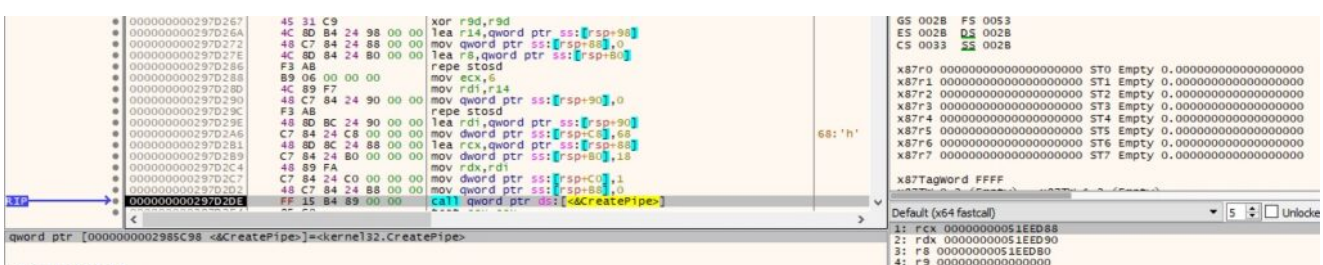 000000000297D267 45 31 C9 xor r9d,r9d
000000000297D26A 4C 8D B4 24 98 00 00 lea r14,qword ptr ss:[rsp+98]
000000000297D272 48 C7 84 24 88 00 00 mov qword ptr ss:[rsp+88],0
000000000297D27E 4C 8D 84 24 B0 00 00 lea r8,qword ptr ss:[rsp+B0]
000000000297D286 F3 AB repe stosd
000000000297D288 B9 06 00 00 00 mov ecx,6
000000000297D28D 4C 89 F7 mov rdi,r14
000000000297D290 48 C7 84 24 90 00 00 mov qword ptr ss:[rsp+90],0
000000000297D29C F3 AB repe stosd
000000000297D29E 48 8D BC 24 90 00 00 lea rdi,qword ptr ss:[rsp+90]
000000000297D2A6 C7 84 24 C8 00 00 00 mov dword ptr ss:[rsp+C8],68 68:'h'
000000000297D2B1 48 8D 8C 24 88 00 00 lea rcx,qword ptr ss:[rsp+88]
000000000297D2B9 C7 84 24 B0 00 00 00 mov dword ptr ss:[rsp+B0],18
000000000297D2C4 48 89 FA mov rdx,rdi
000000000297D2C7 C7 84 24 C0 00 00 00 mov dword ptr ss:[rsp+C0],1
000000000297D2D2 48 C7 84 24 B8 00 00 mov qword ptr ss:[rsp+B8],0
RIP 000000000297D2DE FF 15 B4 89 00 00 call qword ptr ds:[<&CreatePipe>]
qword ptr [0000000002985C98 <&CreatePipe>]=<kernel32.CreatePipe>
GS 002B FS 0053
ES 002B DS 002B
CS 0033 SS 002B
x87r0 00000000000000000000 ST0 Empty 0.000000000000000000
x87r1 00000000000000000000 ST1 Empty 0.000000000000000000
x87r2 00000000000000000000 ST2 Empty 0.000000000000000000
x87r3 00000000000000000000 ST3 Empty 0.000000000000000000
x87r4 00000000000000000000 ST4 Empty 0.000000000000000000
x87r5 00000000000000000000 ST5 Empty 0.000000000000000000
x87r6 00000000000000000000 ST6 Empty 0.000000000000000000
x87r7 00000000000000000000 ST7 Empty 0.000000000000000000
x87TagWord FFFF
Default (x64 fastcall) 5 Unlocke
1: rcx 00000000051EED88
2: rdx 00000000051EED90
3: r8 00000000051EEDB0
4: r9 0000000000000000